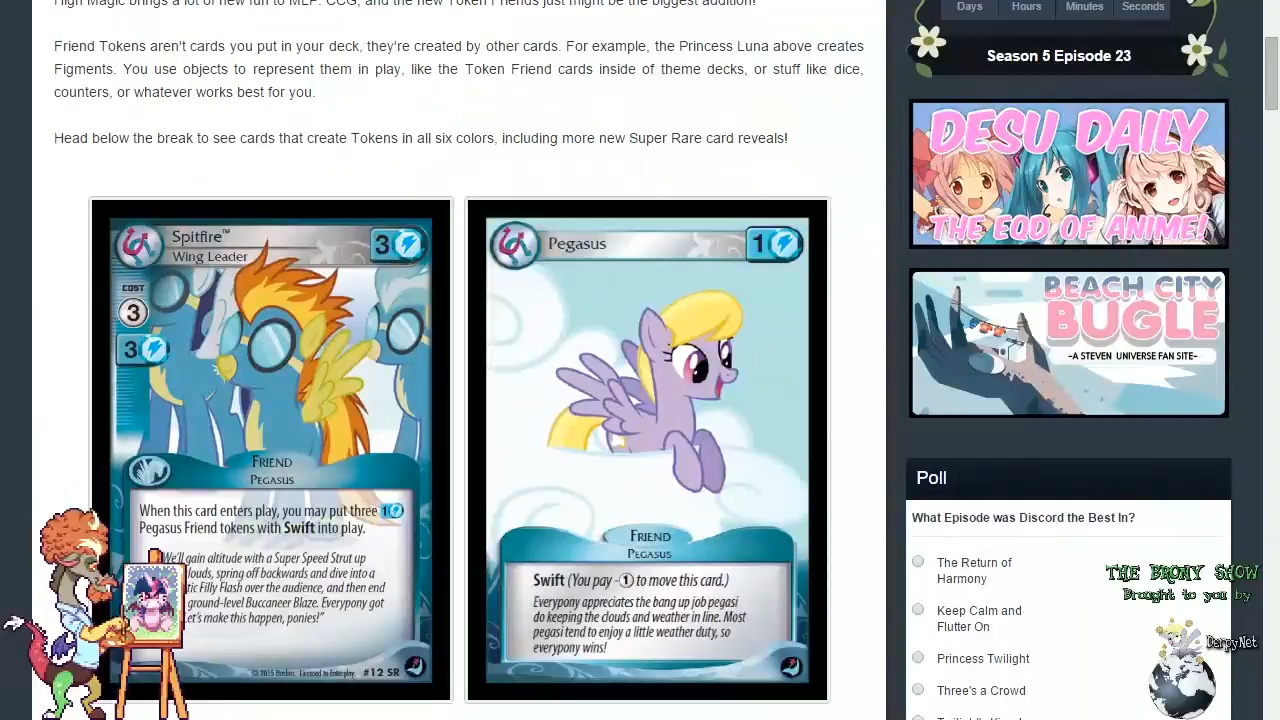 High Magic brings a lot of new fun to MLP: CCG, and the new Token Friends just might be the biggest addition!
Friend Tokens aren't cards you put in your deck, they're created by other cards. For example, the Princess Luna above creates
Figments. You use objects to represent them in play, like the Token Friend cards inside of theme decks, or stuff like dice,
counters, or whatever works best for you.
Head below the break to see cards that create Tokens in all six colors, including more new Super Rare card reveals!
Spitfire™
Wing Leader
3
COST
3
3
FRIEND
PEGASUS
When this card enters play, you may put three 1
Pegasus Friend tokens with Swift into play.
We'll gain altitude with a Super Speed Strut up
louds, spring off backwards and dive into a
tic Filly Flash over the audience, and then end
ground-level Buccaneer Blaze. Everypony got
Let's make this happen, ponies!"
© 2015 Hasbro. Licensed to Enterplay. #12 SR
Pegasus
1
FRIEND
PEGASUS
Swift (You pay -1 to move this card.)
Everypony appreciates the bang up job pegasi
do keeping the clouds and weather in line. Most
pegasi tend to enjoy a little weather duty, so
everypony wins!
Days Hours Minutes Seconds
Season 5 Episode 23
DESU DAILY
THE EQD OF ANIME!
BEACH CITY
BUGLE
-A STEVEN UNIVERSE FAN SITE-
Poll
What Episode was Discord the Best In?
The Return of
Harmony
Keep Calm and
Flutter On
Princess Twilight
Three's a Crowd
THE BRONY SHOW
Brought to you by
DerpyNet